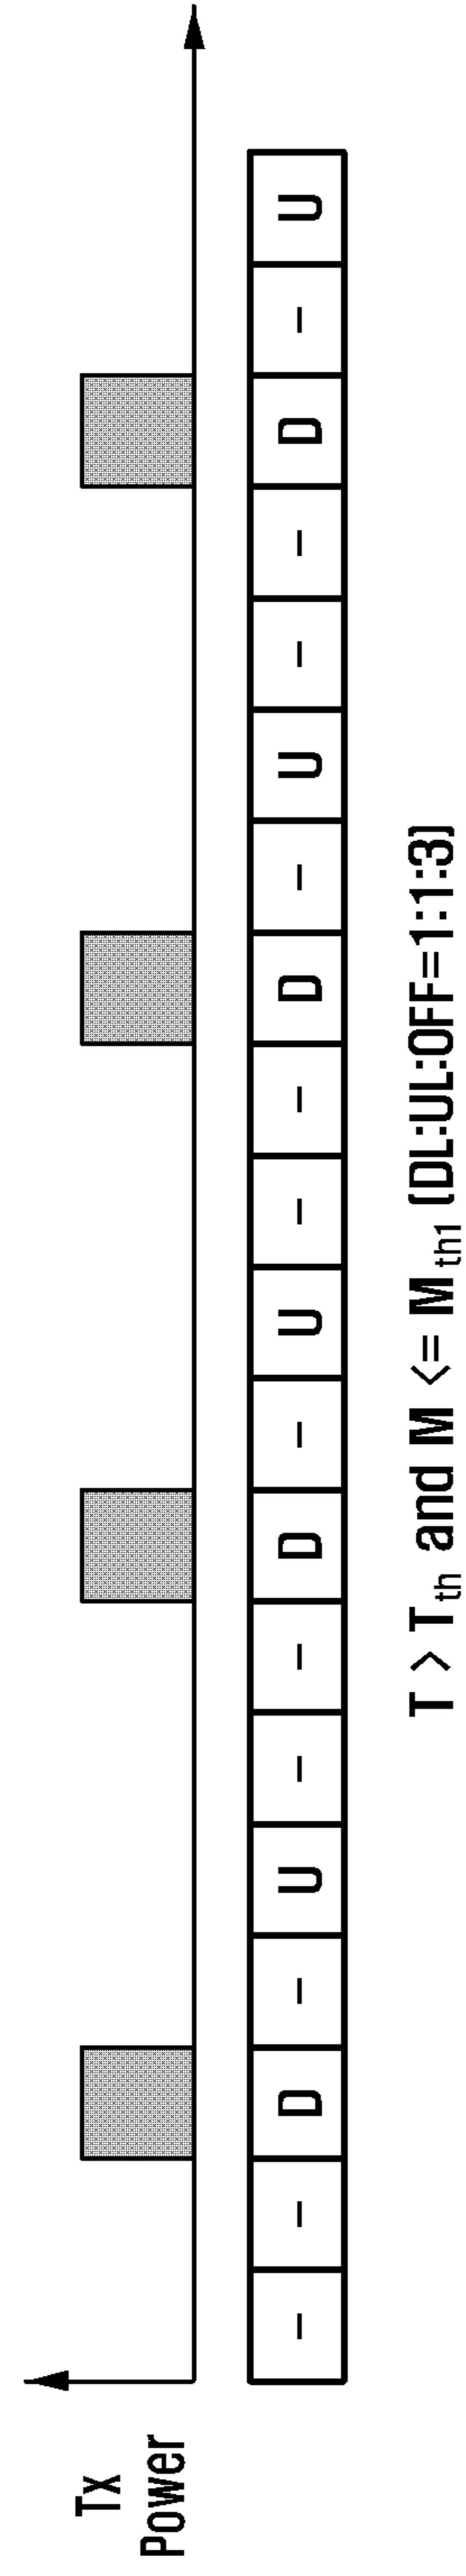 Tx
Power
– – D – U – – D – U – – D – U – – D – U
T > Tth and M <= Mth1 (DL:UL:OFF=1:1:3)